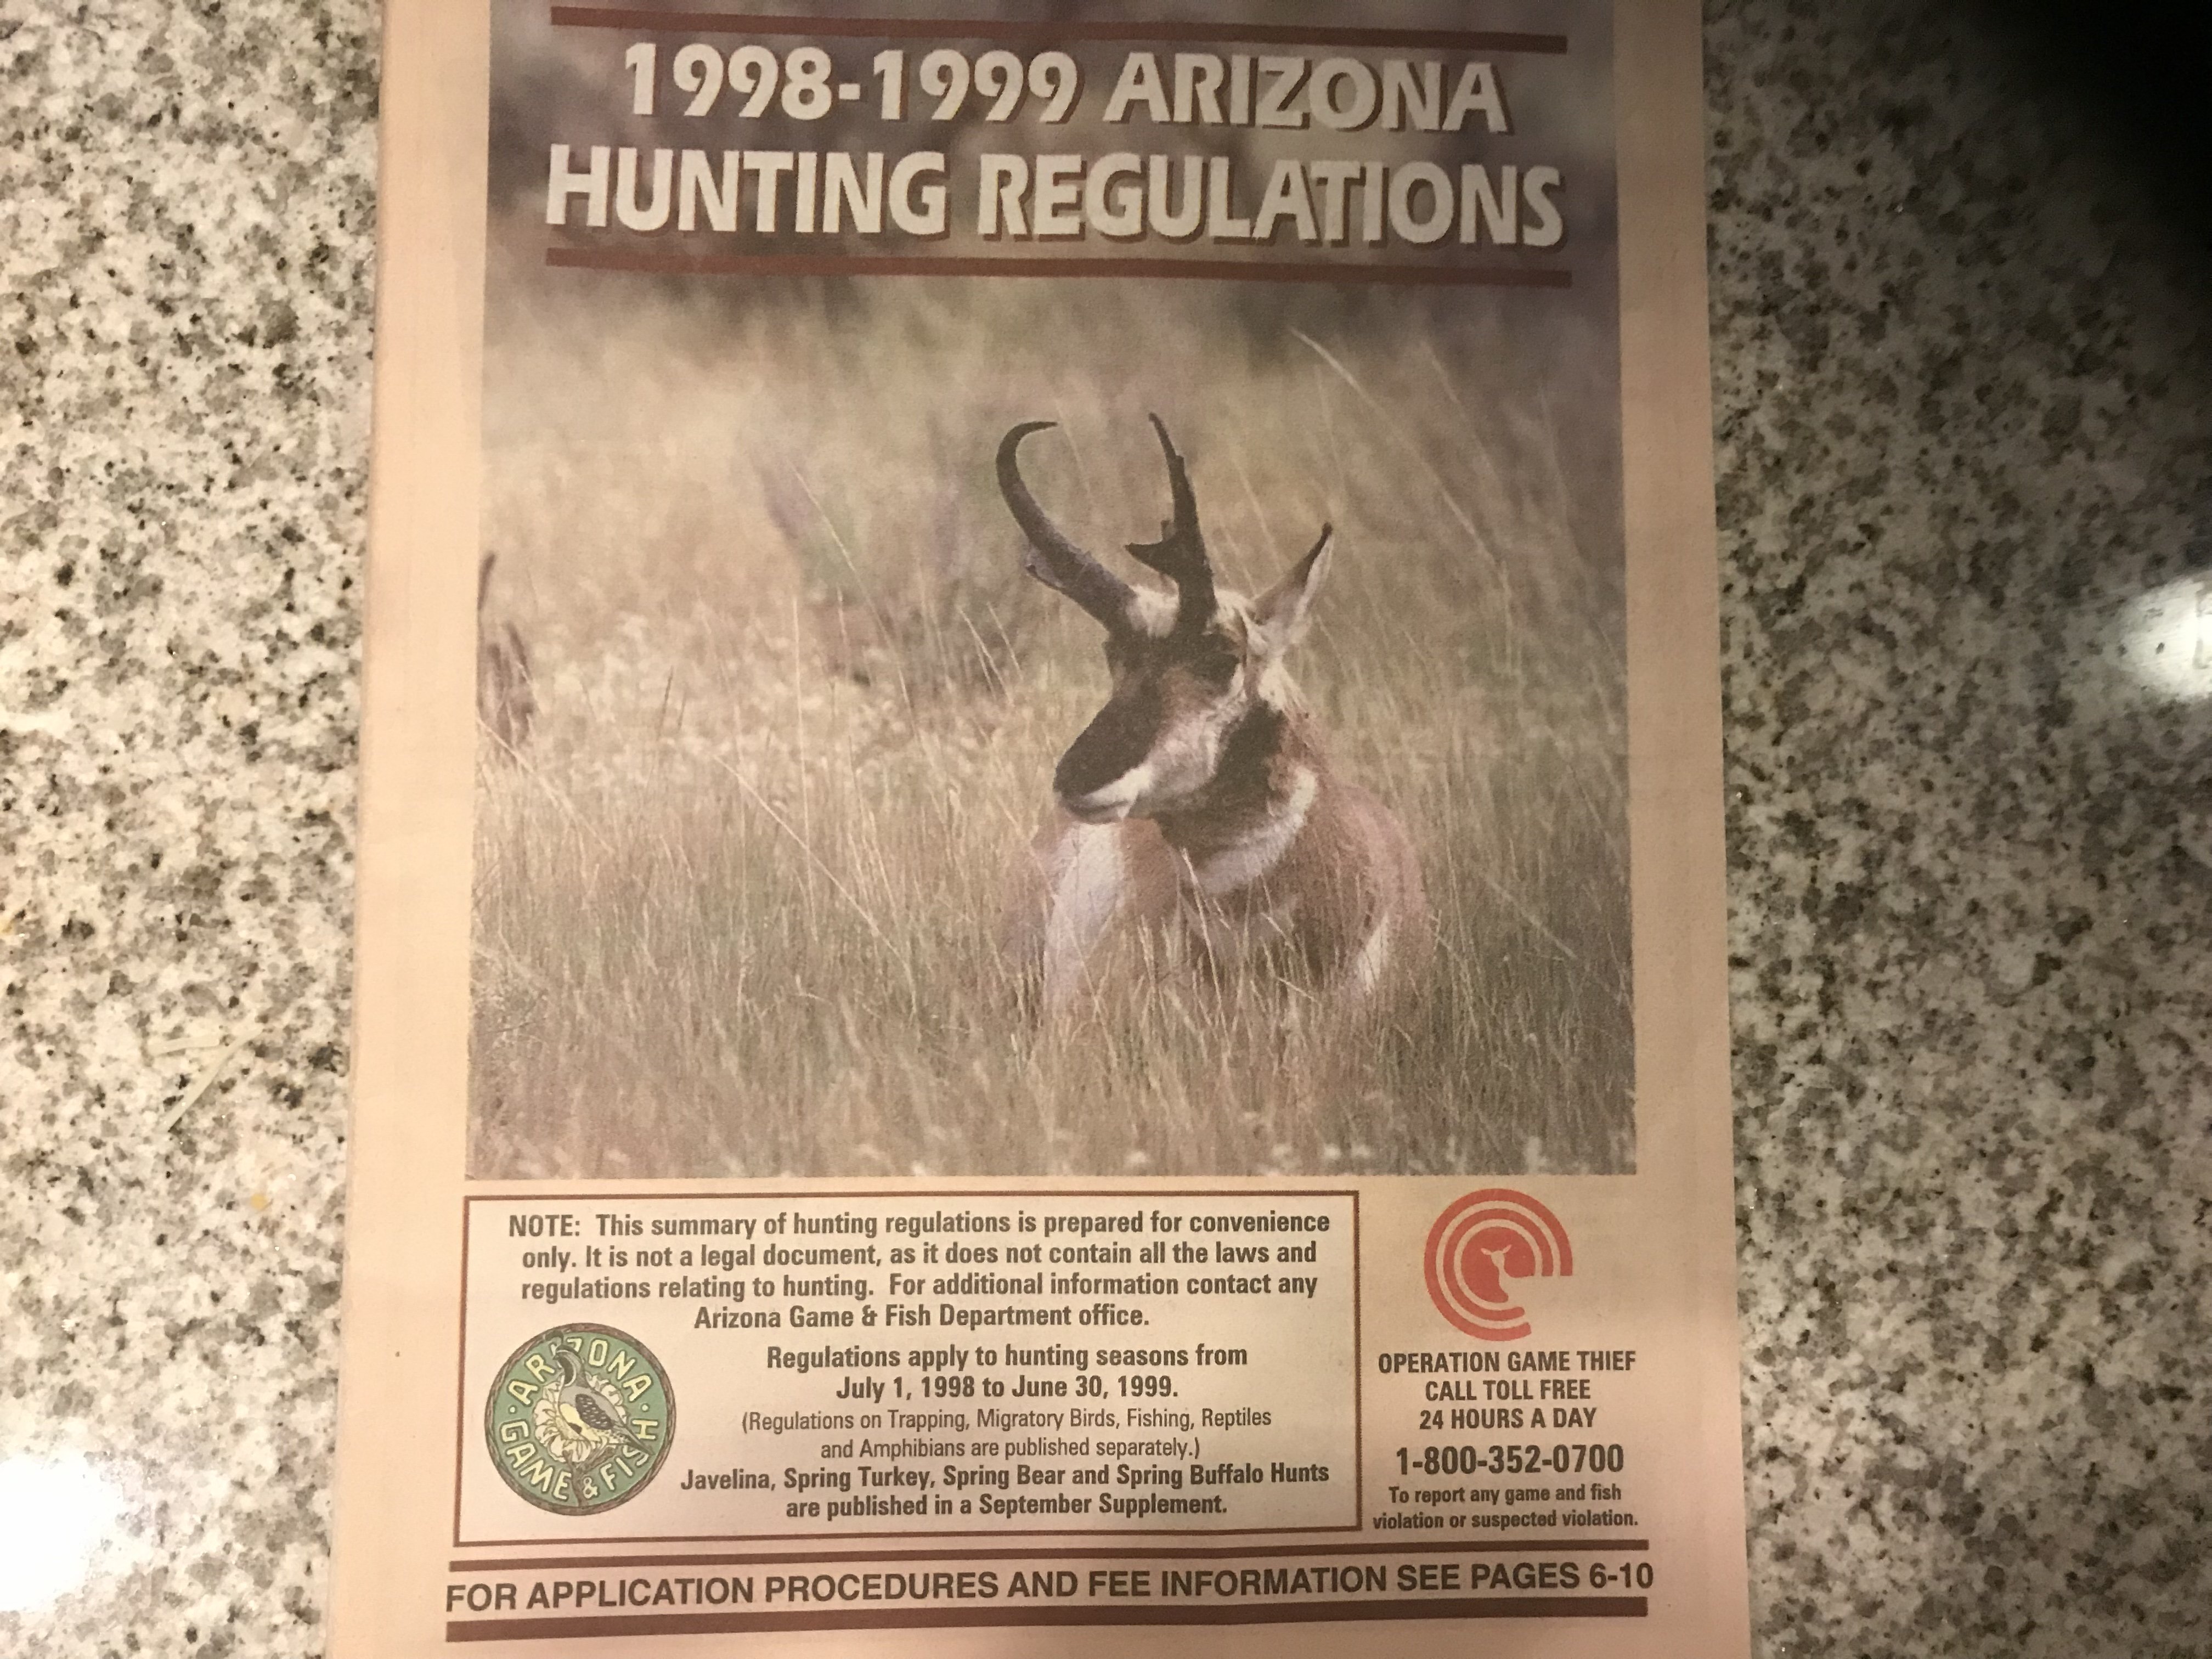 1998-1999 ARIZONA
HUNTING REGULATIONS
NOTE: This summary of hunting regulations is prepared for convenience
only. It is not a legal document, as it does not contain all the laws and
regulations relating to hunting. For additional information contact any
Arizona Game & Fish Department office.
Regulations apply to hunting seasons from
July 1, 1998 to June 30, 1999.
(Regulations on Trapping, Migratory Birds, Fishing, Reptiles
and Amphibians are published separately.)
Javelina, Spring Turkey, Spring Bear and Spring Buffalo Hunts
are published in a September Supplement.
ARIZONA
GAME & FISH
OPERATION GAME THIEF
CALL TOLL FREE
24 HOURS A DAY
1-800-352-0700
To report any game and fish
violation or suspected violation.
FOR APPLICATION PROCEDURES AND FEE INFORMATION SEE PAGES 6-10